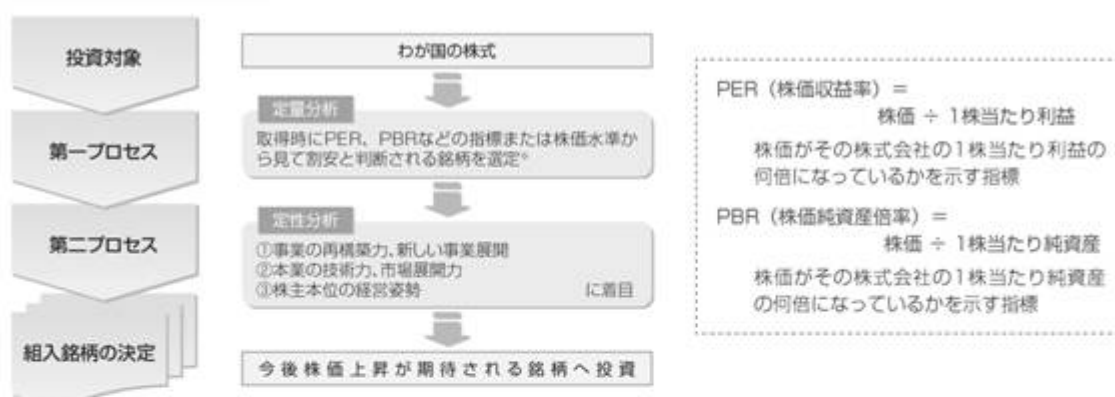 投資対象
わが国の株式
第一プロセス
定量分析
取得時にPER、PBRなどの指標または株価水準か
ら見て割安と判断される銘柄を選定*
第二プロセス
定性分析
①事業の再構築力、新しい事業展開
②本業の技術力、市場展開力
③株主本位の経営姿勢 に着目
組入銘柄の決定
今後株価上昇が期待される銘柄へ投資
PER（株価収益率）＝
株価 ÷ 1株当たり利益
株価がその株式会社の1株当たり利益の
何倍になっているかを示す指標
PBR（株価純資産倍率）＝
株価 ÷ 1株当たり純資産
株価がその株式会社の1株当たり純資産
の何倍になっているかを示す指標